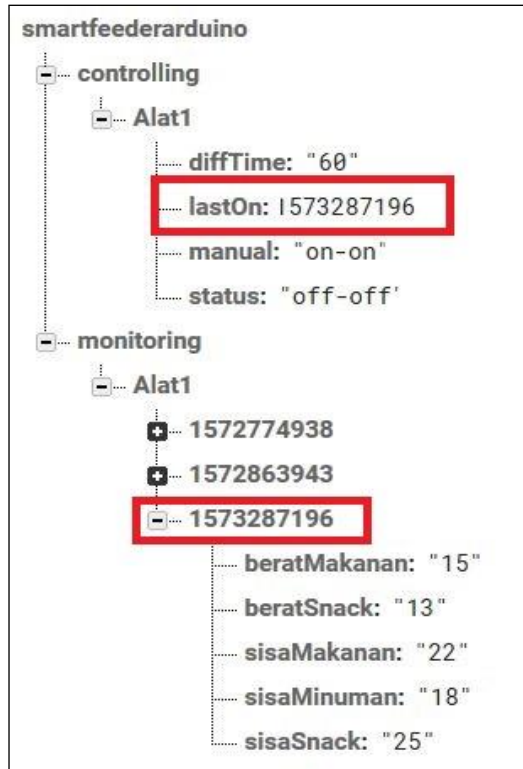 smartfeederarduino
controlling
Alat1
diffTime: "60"
lastOn: 1573287196
manual: "on-on"
status: "off-off'
monitoring
Alat1
1572774938
1572863943
1573287196
beratMakanan: "15"
beratSnack: "13"
sisaMakanan: "22"
sisaMinuman: "18"
sisaSnack: "25"